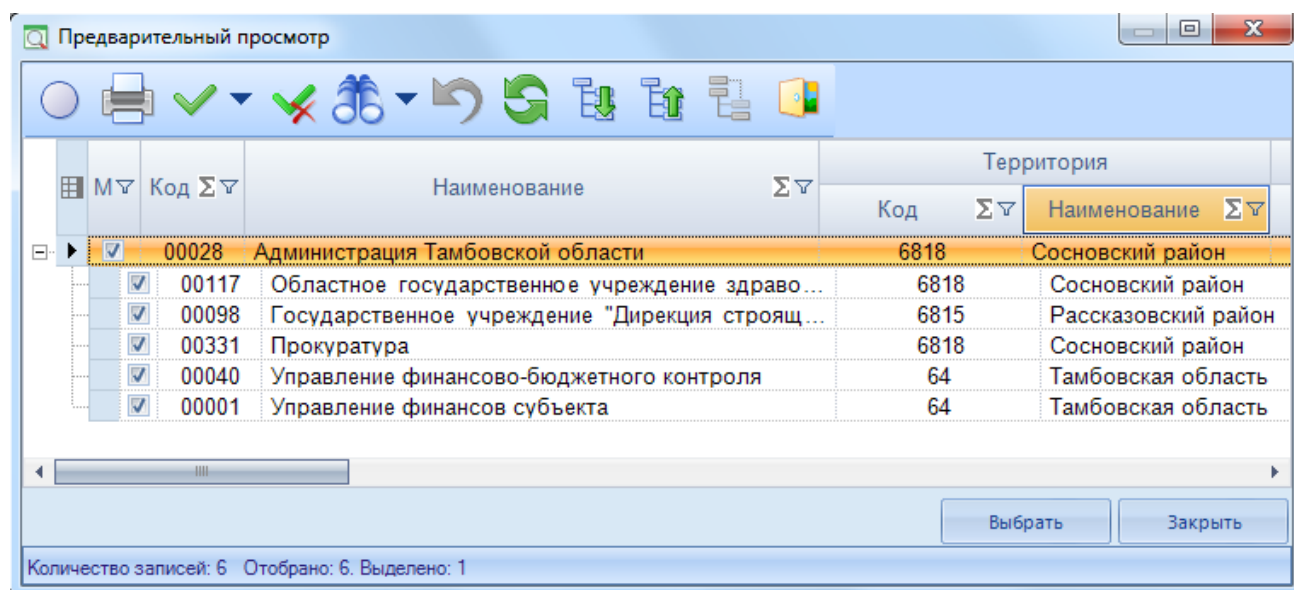 Предварительный просмотр
Территория
М Код Σ Наименование Σ
Код Σ Наименование Σ
00028 Администрация Тамбовской области 6818 Сосновский район
00117 Областное государственное учреждение здраво... 6818 Сосновский район
00098 Государственное учреждение "Дирекция строящ... 6815 Рассказовский район
00331 Прокуратура 6818 Сосновский район
00040 Управление финансово-бюджетного контроля 64 Тамбовская область
00001 Управление финансов субъекта 64 Тамбовская область
Выбрать Закрыть
Количество записей: 6 Отобрано: 6. Выделено: 1